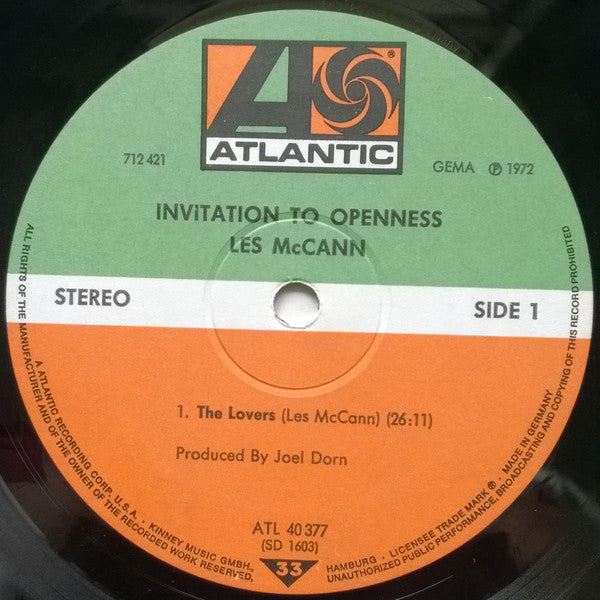 ATLANTIC
712 421
GEMA Ⓟ 1972
INVITATION TO OPENNESS
LES McCANN
STEREO
SIDE 1
1. The Lovers (Les McCann) (26:11)
Produced By Joel Dorn
ATL 40 377
(SD 1603)
33
ALL RIGHTS OF THE MANUFACTURER AND OF THE OWNER OF THE RECORDED WORK RESERVED,
UNAUTHORIZED PUBLIC PERFORMANCE, BROADCASTING AND COPYING OF THIS RECORD PROHIBITED
A ATLANTIC RECORDING CORP. U.S.A. · KINNEY MUSIC GMBH.,
HAMBURG · LICENSEE TRADE MARK ® · MADE IN GERMANY